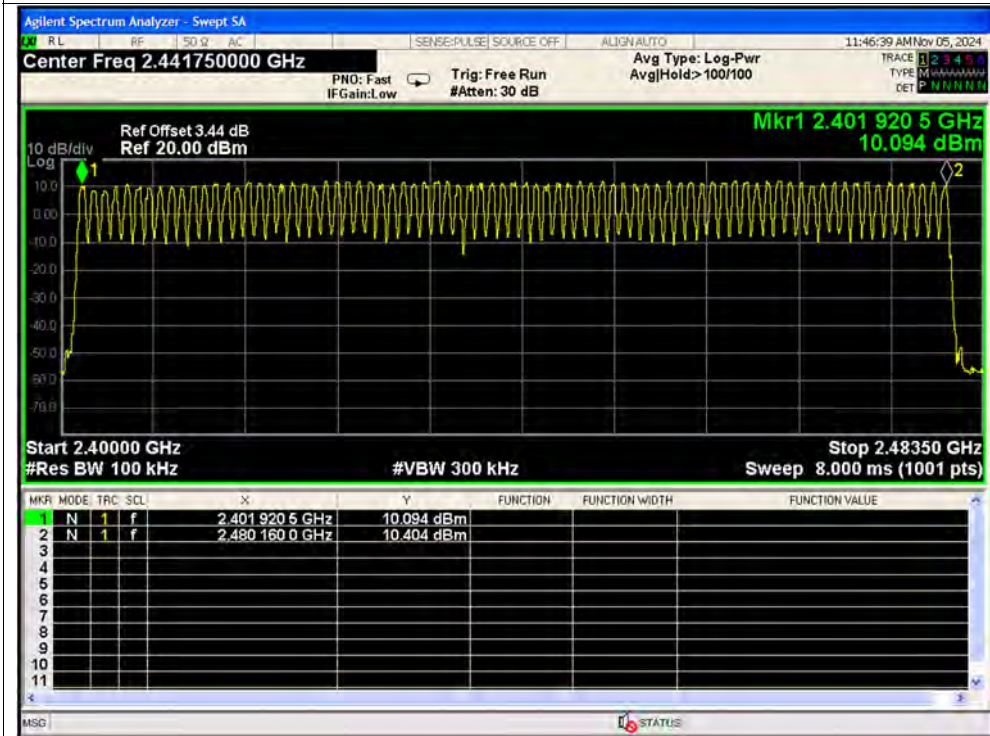 Agilent Spectrum Analyzer - Swept SA
RL RF 50 Ω AC SENSE:PULSE SOURCE OFF ALIGN AUTO 11:46:39 AM Nov 05, 2024
Center Freq 2.441750000 GHz
PNO: Fast
IFGain:Low
Trig: Free Run
#Atten: 30 dB
Avg Type: Log-Pwr
Avg|Hold:> 100/100
TRACE 1 2 3 4 5 6
TYPE M
DET P N N N N N
Mkr1 2.401 920 5 GHz
10.094 dBm
Ref Offset 3.44 dB
10 dB/div Ref 20.00 dBm
Log
1
2
10.0
0.00
-10.0
-20.0
-30.0
-40.0
-50.0
-60.0
-70.0
Start 2.40000 GHz Stop 2.48350 GHz
#Res BW 100 kHz #VBW 300 kHz Sweep 8.000 ms (1001 pts)
MKR MODE TRC SCL X Y FUNCTION FUNCTION WIDTH FUNCTION VALUE
1 N 1 f 2.401 920 5 GHz 10.094 dBm
2 N 1 f 2.480 160 0 GHz 10.404 dBm
3
4
5
6
7
8
9
10
11
MSG STATUS